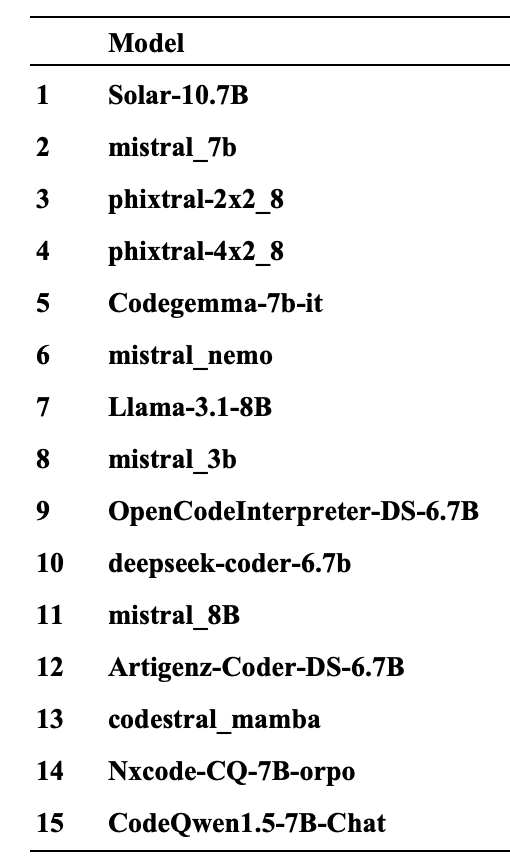 Model
1 Solar-10.7B
2 mistral_7b
3 phixtral-2x2_8
4 phixtral-4x2_8
5 Codegemma-7b-it
6 mistral_nemo
7 Llama-3.1-8B
8 mistral_3b
9 OpenCodeInterpreter-DS-6.7B
10 deepseek-coder-6.7b
11 mistral_8B
12 Artigenz-Coder-DS-6.7B
13 codestral_mamba
14 Nxcode-CQ-7B-orpo
15 CodeQwen1.5-7B-Chat